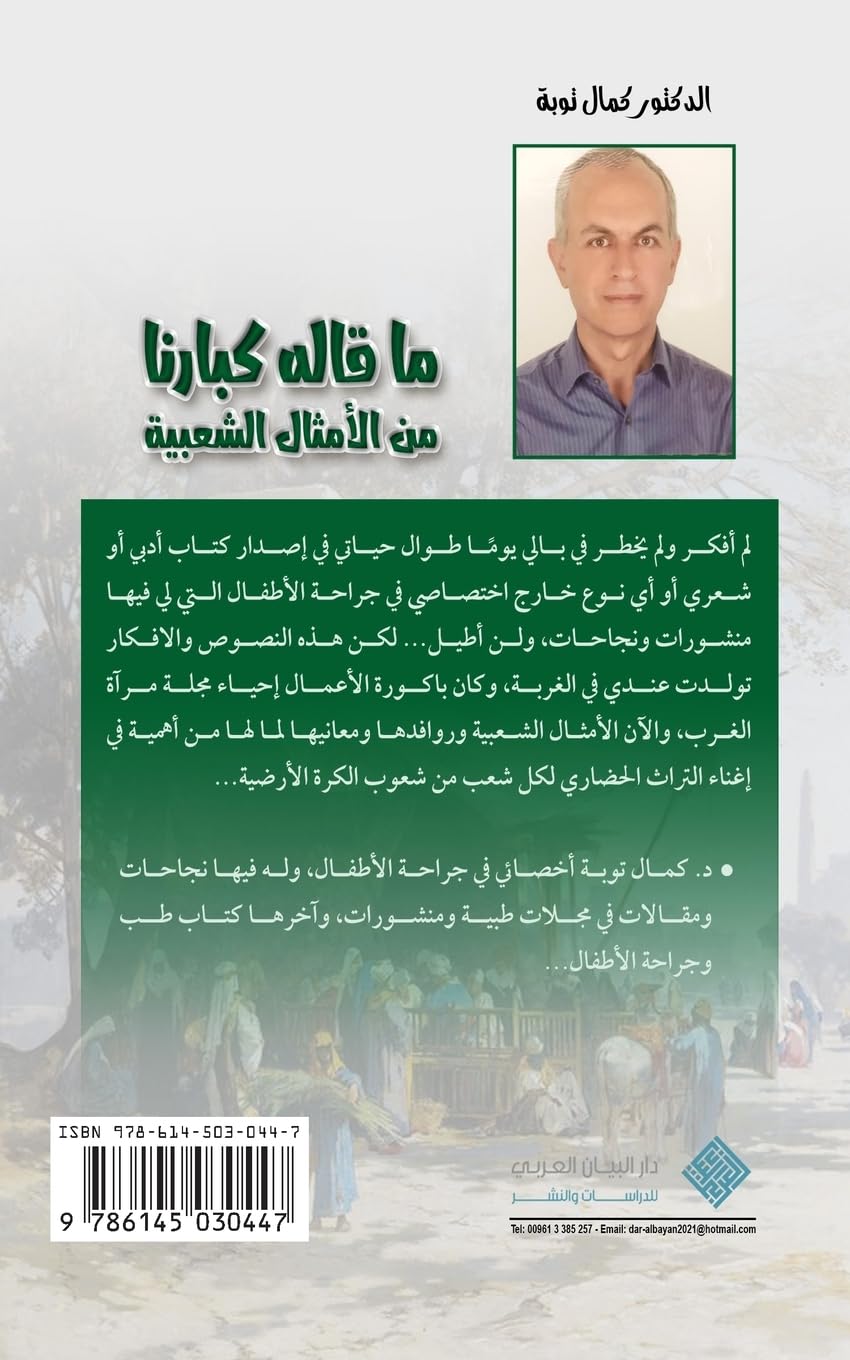 الدكتور كمال توبة
ما قاله كبارنا
من الأمثال الشعبية
لم أفكر ولم يخطر في بالي يومًا طوال حياتي في إصدار كتاب أدبي أو
شعري أو أي نوع خارج اختصاصي في جراحة الأطفال التي لي فيها
منشورات ونجاحات، ولن أطيل... لكن هذه النصوص والافكار
تولدت عندي في الغربة، وكان باكورة الأعمال إحياء مجلة مرآة
الغرب، والآن الأمثال الشعبية وروافدها ومعانيها لما لها من أهمية في
إغناء التراث الحضاري لكل شعب من شعوب الكرة الأرضية...
• د. كمال توبة أخصائي في جراحة الأطفال، وله فيها نجاحات
ومقالات في مجلات طبية ومنشورات، وآخرها كتاب طب
وجراحة الأطفال...
ISBN 978-614-503-044-7
9 786145 030447
دار البيان العربي
للدراسات والنشر
Tel: 00961 3 385 257 - Email: dar-albayan2021@hotmail.com